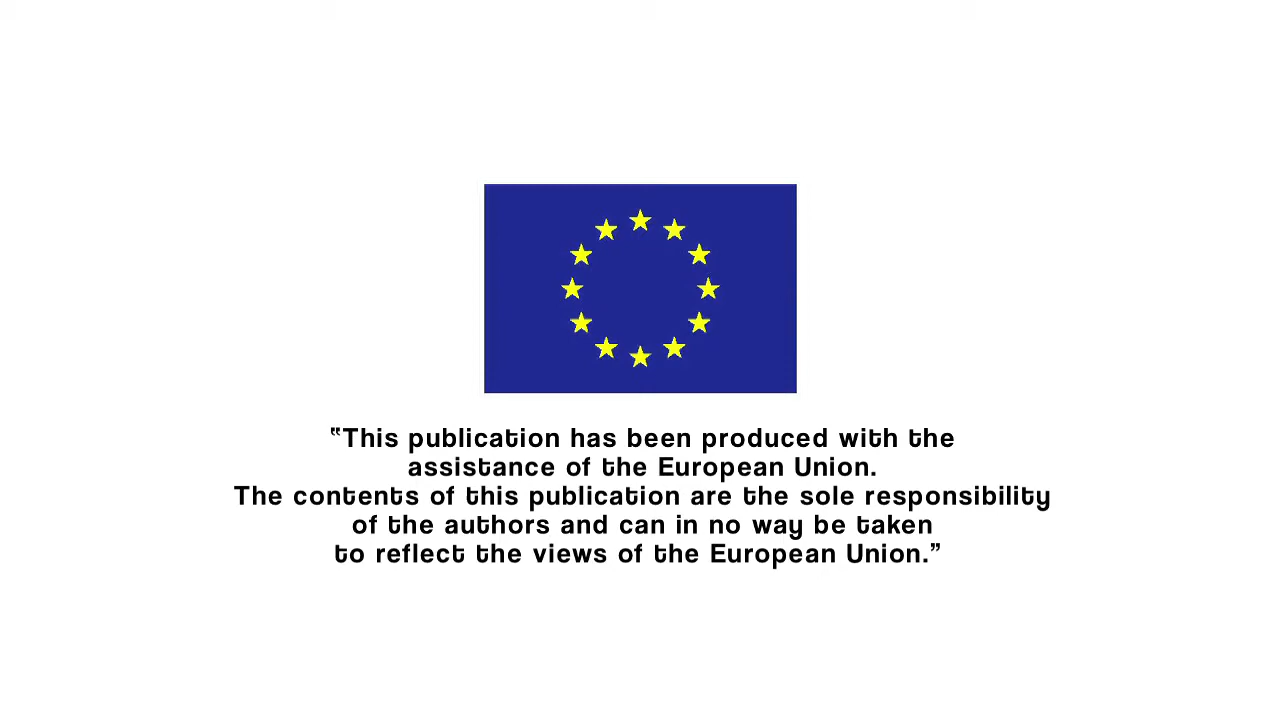 “This publication has been produced with the
assistance of the European Union.
The contents of this publication are the sole responsibility
of the authors and can in no way be taken
to reflect the views of the European Union.”